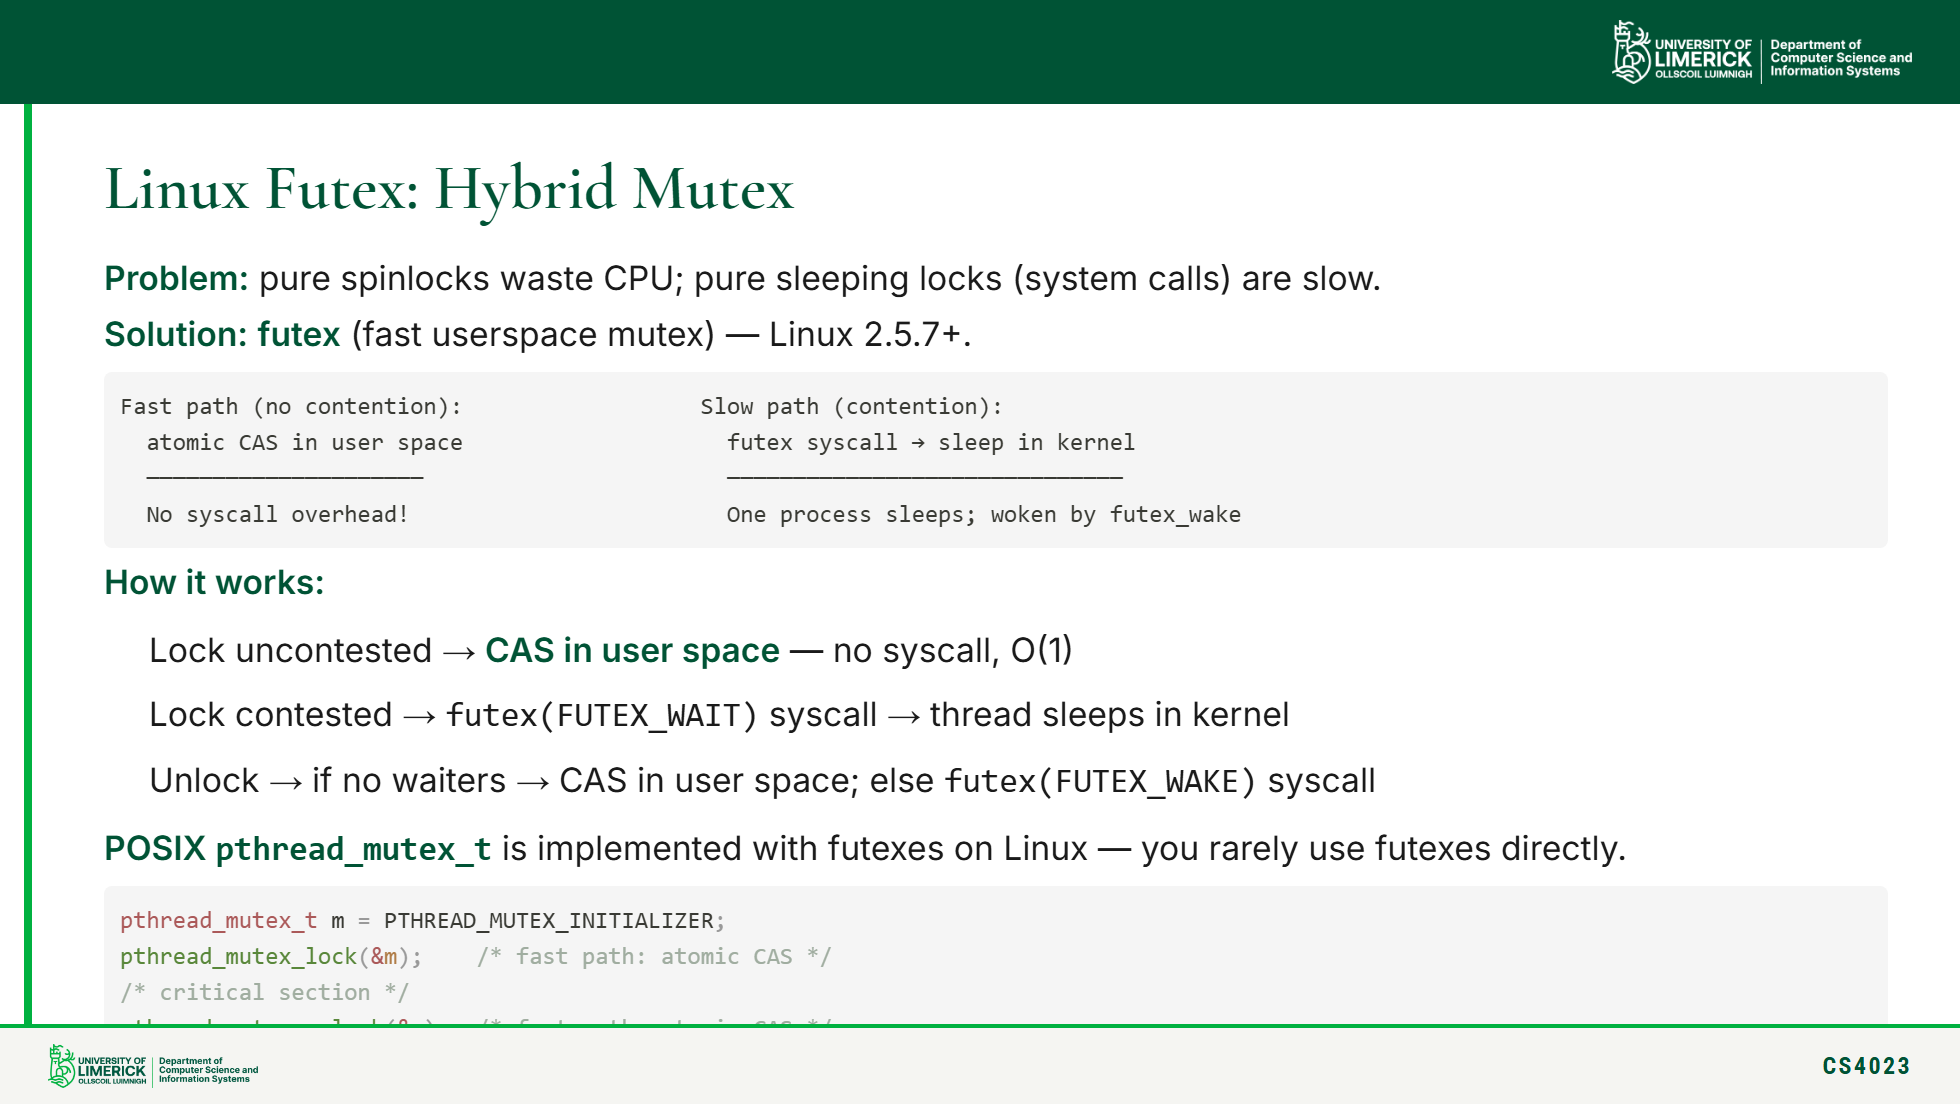 UNIVERSITY OF
LIMERICK
OLLSCOIL LUIMNIGH
Department of
Computer Science and
Information Systems
Linux Futex: Hybrid Mutex
Problem: pure spinlocks waste CPU; pure sleeping locks (system calls) are slow.
Solution: futex (fast userspace mutex) — Linux 2.5.7+.
Fast path (no contention):                  Slow path (contention):
  atomic CAS in user space                    futex syscall → sleep in kernel
  ─────────────────────                       ──────────────────────────────
  No syscall overhead!                        One process sleeps; woken by futex_wake
How it works:
Lock uncontested → CAS in user space — no syscall, O(1)
Lock contested → futex(FUTEX_WAIT) syscall → thread sleeps in kernel
Unlock → if no waiters → CAS in user space; else futex(FUTEX_WAKE) syscall
POSIX pthread_mutex_t is implemented with futexes on Linux — you rarely use futexes directly.
pthread_mutex_t m = PTHREAD_MUTEX_INITIALIZER;
pthread_mutex_lock(&m);    /* fast path: atomic CAS */
/* critical section */
UNIVERSITY OF
LIMERICK
OLLSCOIL LUIMNIGH
Department of
Computer Science and
Information Systems
CS4023